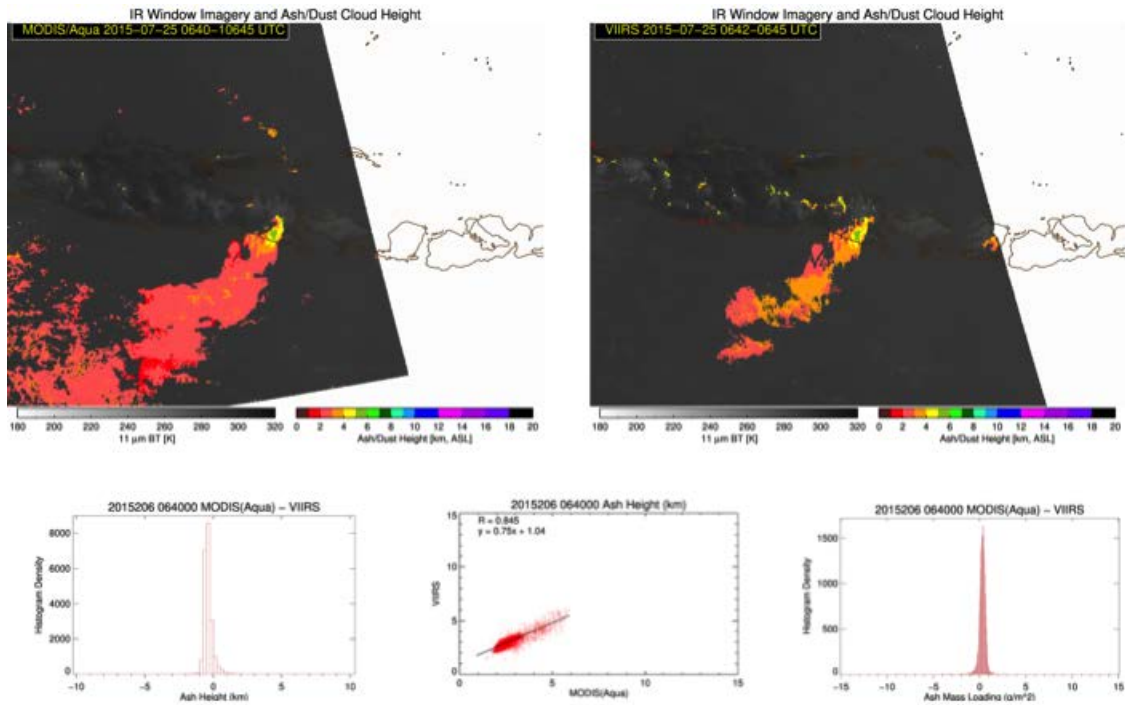 IR Window Imagery and Ash/Dust Cloud Height
MODIS/Aqua 2015-07-25 0640-10645 UTC
180 200 220 240 260 280 300 320
11 μm BT [K]
0 2 4 6 8 10 12 14 16 18 20
Ash/Dust Height [km, ASL]
IR Window Imagery and Ash/Dust Cloud Height
VIIRS 2015-07-25 0642-0645 UTC
180 200 220 240 260 280 300 320
11 μm BT [K]
0 2 4 6 8 10 12 14 16 18 20
Ash/Dust Height [km, ASL]
2015206 064000 MODIS(Aqua) - VIIRS
Histogram Density
8000
6000
4000
2000
0
-10 -5 0 5 10
Ash Height (km)
2015206 064000 Ash Height (km)
R = 0.845
y = 0.75x + 1.04
VIIRS
15
10
5
0
0 5 10 15
MODIS(Aqua)
2015206 064000 MODIS(Aqua) - VIIRS
Histogram Density
1500
1000
500
0
-15 -10 -5 0 5 10 15
Ash Mass Loading (g/m^2)